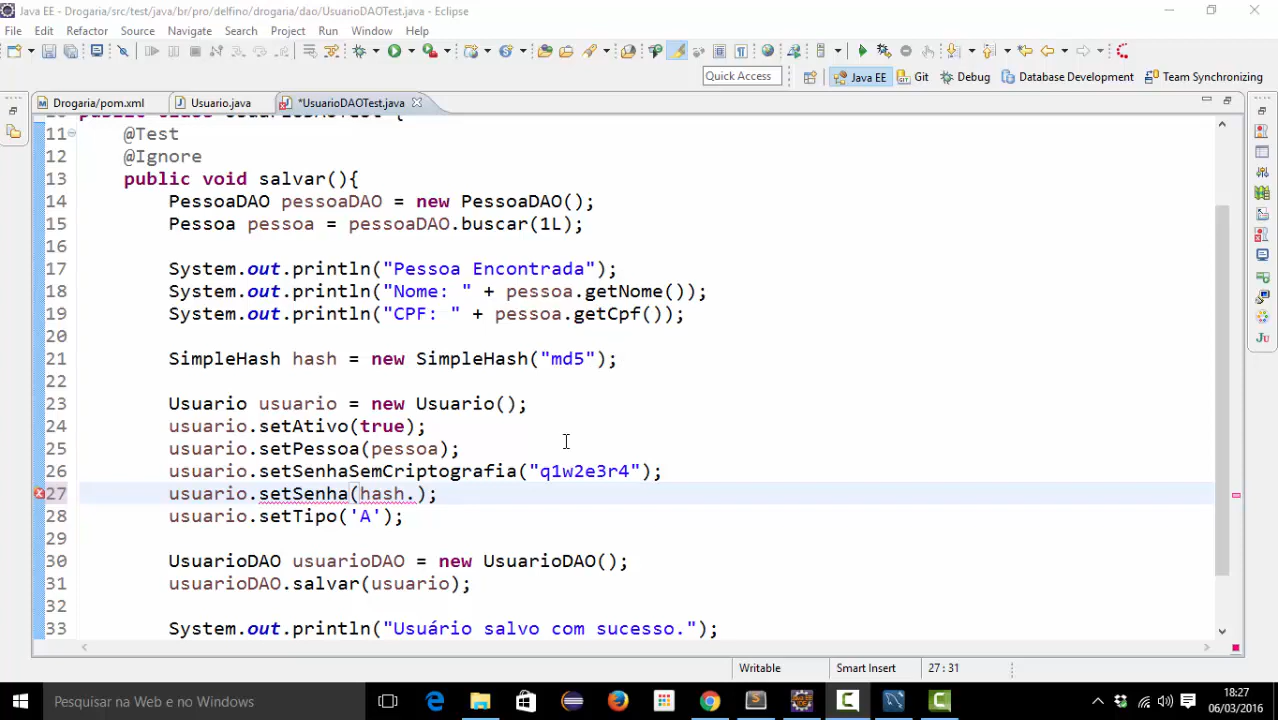 Java EE - Drogaria/src/test/java/br/pro/delfino/drogaria/dao/UsuarioDAOTest.java - Eclipse
File Edit Refactor Source Navigate Search Project Run Window Help
Quick Access Java EE Git Debug Database Development Team Synchronizing
Drogaria/pom.xml Usuario.java *UsuarioDAOTest.java
11 @Test
12 @Ignore
13 public void salvar(){
14 PessoaDAO pessoaDAO = new PessoaDAO();
15 Pessoa pessoa = pessoaDAO.buscar(1L);
16
17 System.out.println("Pessoa Encontrada");
18 System.out.println("Nome: " + pessoa.getNome());
19 System.out.println("CPF: " + pessoa.getCpf());
20
21 SimpleHash hash = new SimpleHash("md5");
22
23 Usuario usuario = new Usuario();
24 usuario.setAtivo(true);
25 usuario.setPessoa(pessoa);
26 usuario.setSenhaSemCriptografia("q1w2e3r4");
27 usuario.setSenha(hash.);
28 usuario.setTipo('A');
29
30 UsuarioDAO usuarioDAO = new UsuarioDAO();
31 usuarioDAO.salvar(usuario);
32
33 System.out.println("Usuário salvo com sucesso.");
Writable Smart Insert 27 : 31
Pesquisar na Web e no Windows
18:27
06/03/2016